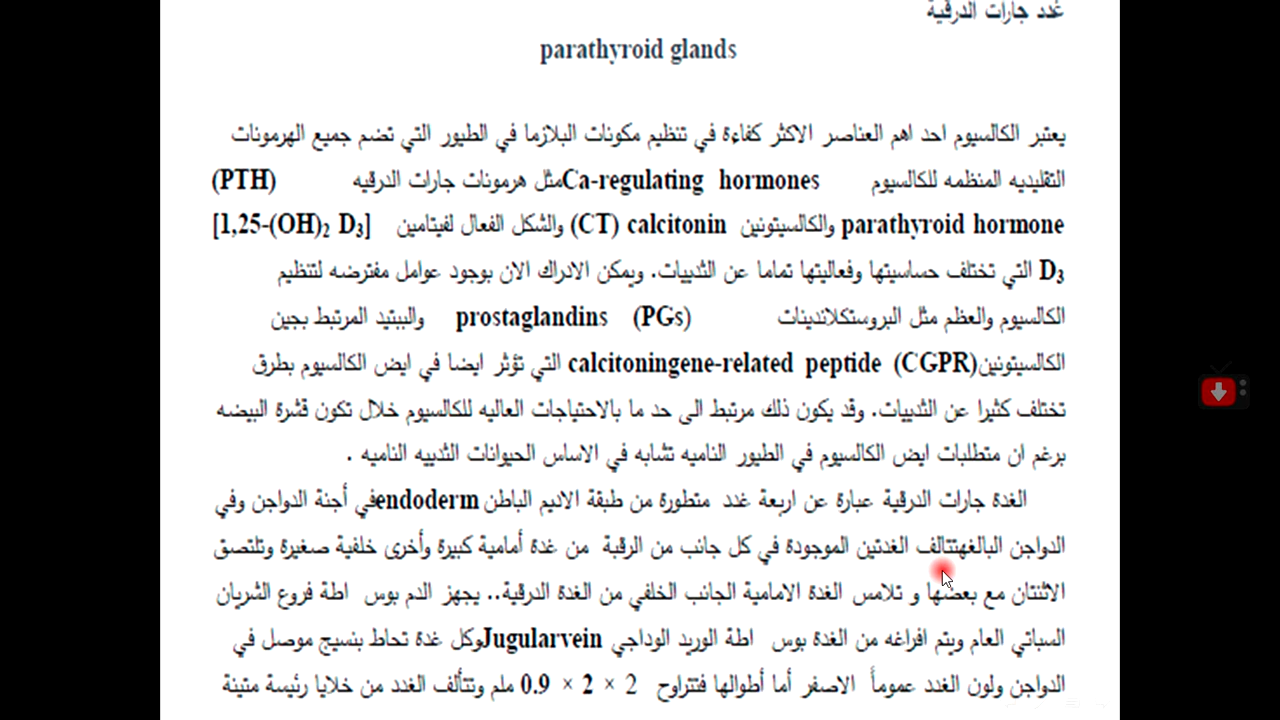 غدد جارات الدرقية
parathyroid glands
يعتبر الكالسيوم احد اهم العناصر الاكثر كفاءة في تنظيم مكونات البلازما في الطيور التي تضم جميع الهرمونات
التقليديه المنظمه للكالسيوم Ca-regulating hormones مثل هرمونات جارات الدرقيه (PTH)
parathyroid hormone والكالسيتونين calcitonin (CT) والشكل الفعال لفيتامين [1,25-(OH)₂ D₃]
D₃ التي تختلف حساسيتها وفعاليتها تماما عن الثدييات. ويمكن الادراك الان بوجود عوامل مفترضه لتنظيم
الكالسيوم والعظم مثل البروستكلاندينات prostaglandins (PGs) والببتيد المرتبط بجين
الكالسيتونين calcitoningene-related peptide (CGPR) التي تؤثر ايضا في ايض الكالسيوم بطرق
تختلف كثيرا عن الثدييات. وقد يكون ذلك مرتبط الى حد ما بالاحتياجات العاليه للكالسيوم خلال تكون قشرة البيضه
برغم ان متطلبات ايض الكالسيوم في الطيور الناميه تشابه في الاساس الحيوانات الثدييه الناميه .
الغدة جارات الدرقية عبارة عن اربعة غدد متطورة من طبقة الاديم الباطن endoderm في أجنة الدواجن وفي
الدواجن البالغهتتالف الغدتين الموجودة في كل جانب من الرقبة من غدة أمامية كبيرة وأخرى خلفية صغيرة وتلتصق
الاثنتان مع بعضها و تلامس الغدة الامامية الجانب الخلفي من الغدة الدرقية.. يجهز الدم بوس اطة فروع الشريان
السباتي العام ويتم افراغه من الغدة بوس اطة الوريد الوداجي Jugularvein وكل غدة تحاط بنسيج موصل في
الدواجن ولون الغدد عموماً الاصفر أما أطوالها فتتراوح 2 × 2 × 0.9 ملم وتتألف الغدد من خلايا رئيسة متينة